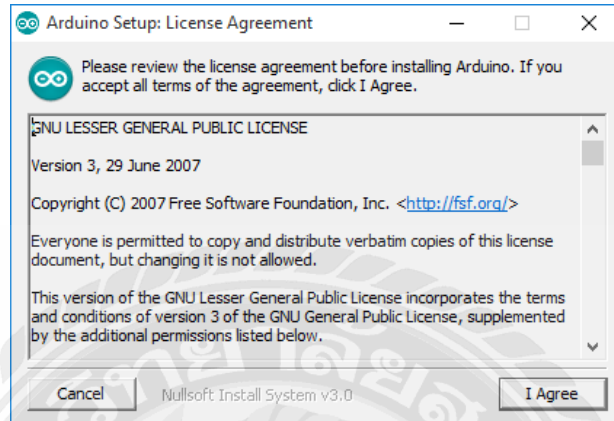 Arduino Setup: License Agreement
Please review the license agreement before installing Arduino. If you
accept all terms of the agreement, click I Agree.
GNU LESSER GENERAL PUBLIC LICENSE
Version 3, 29 June 2007
Copyright (C) 2007 Free Software Foundation, Inc. <http://fsf.org/>
Everyone is permitted to copy and distribute verbatim copies of this license
document, but changing it is not allowed.
This version of the GNU Lesser General Public License incorporates the terms
and conditions of version 3 of the GNU General Public License, supplemented
by the additional permissions listed below.
Cancel
Nullsoft Install System v3.0
I Agree